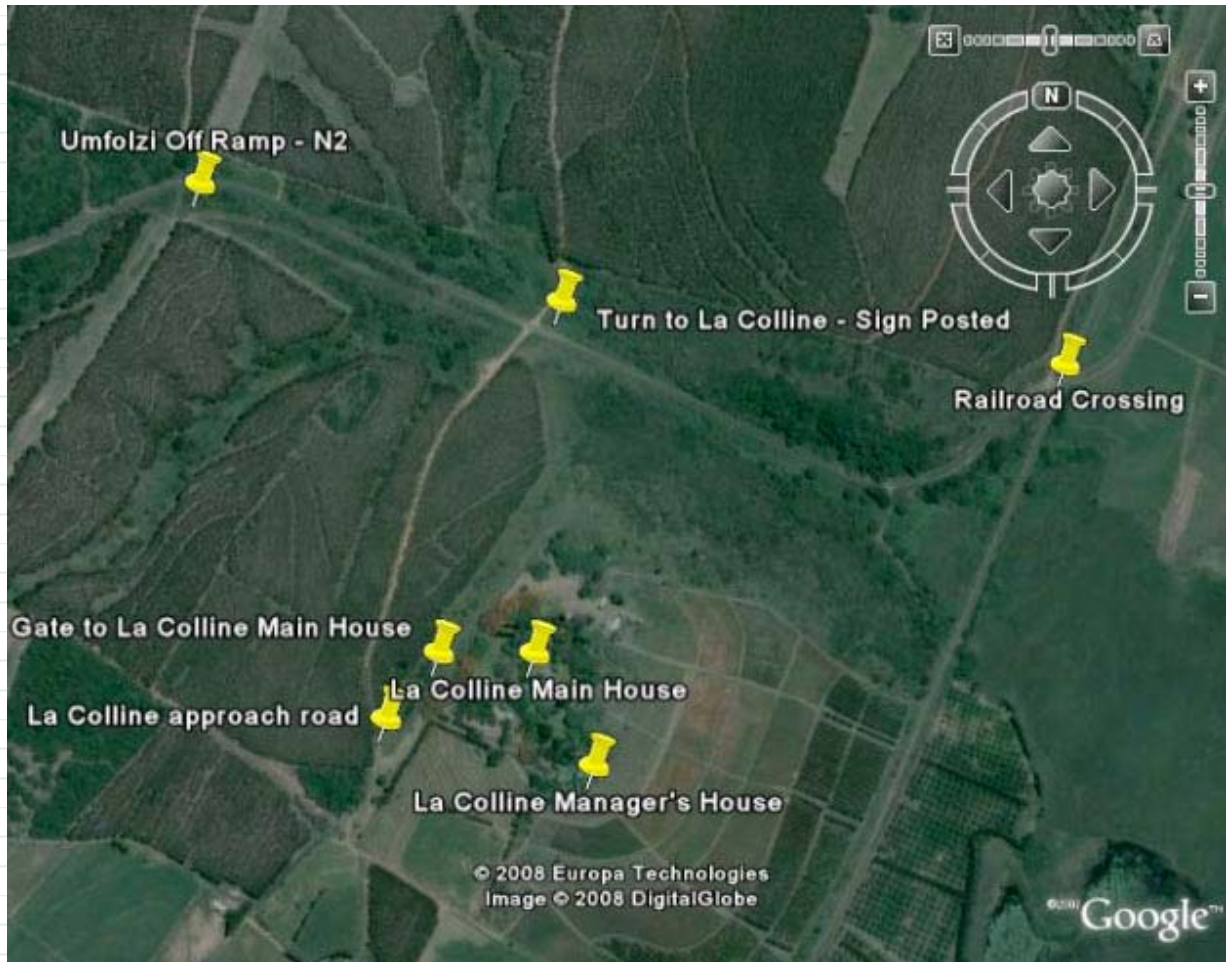 N
Umfolzi Off Ramp - N2
Turn to La Colline - Sign Posted
Railroad Crossing
Gate to La Colline Main House
La Colline Main House
La Colline approach road
La Colline Manager's House
© 2008 Europa Technologies
Image © 2008 DigitalGlobe
Google™